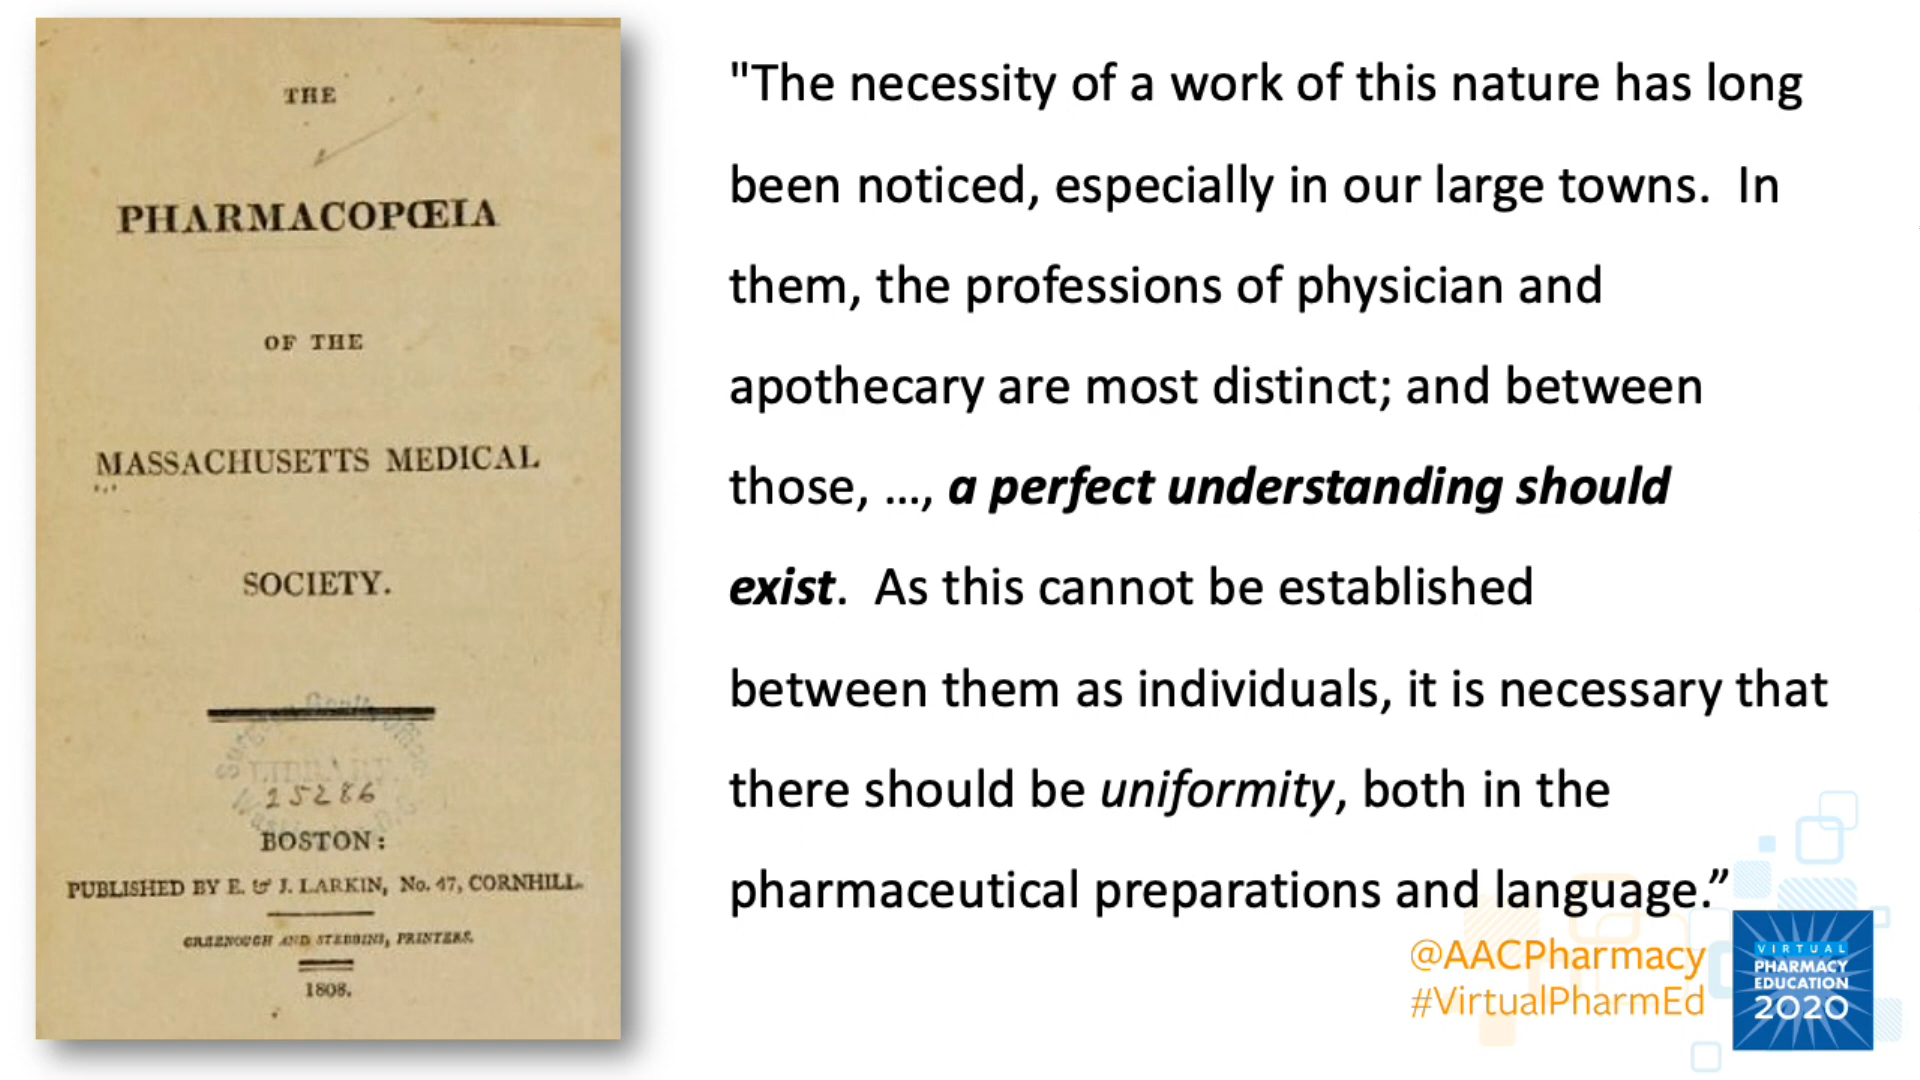 THE
PHARMACOPŒIA
OF THE
MASSACHUSETTS MEDICAL
SOCIETY.
LIBRARY
25286
BOSTON:
PUBLISHED BY E. & J. LARKIN, No. 47, CORNHILL.
GREENOUGH AND STEBBINS, PRINTERS.
1808.
"The necessity of a work of this nature has long
been noticed, especially in our large towns.  In
them, the professions of physician and
apothecary are most distinct; and between
those, …, a perfect understanding should
exist.  As this cannot be established
between them as individuals, it is necessary that
there should be uniformity, both in the
pharmaceutical preparations and language.”
@AACPharmacy
#VirtualPharmEd
VIRTUAL
PHARMACY
EDUCATION
2020